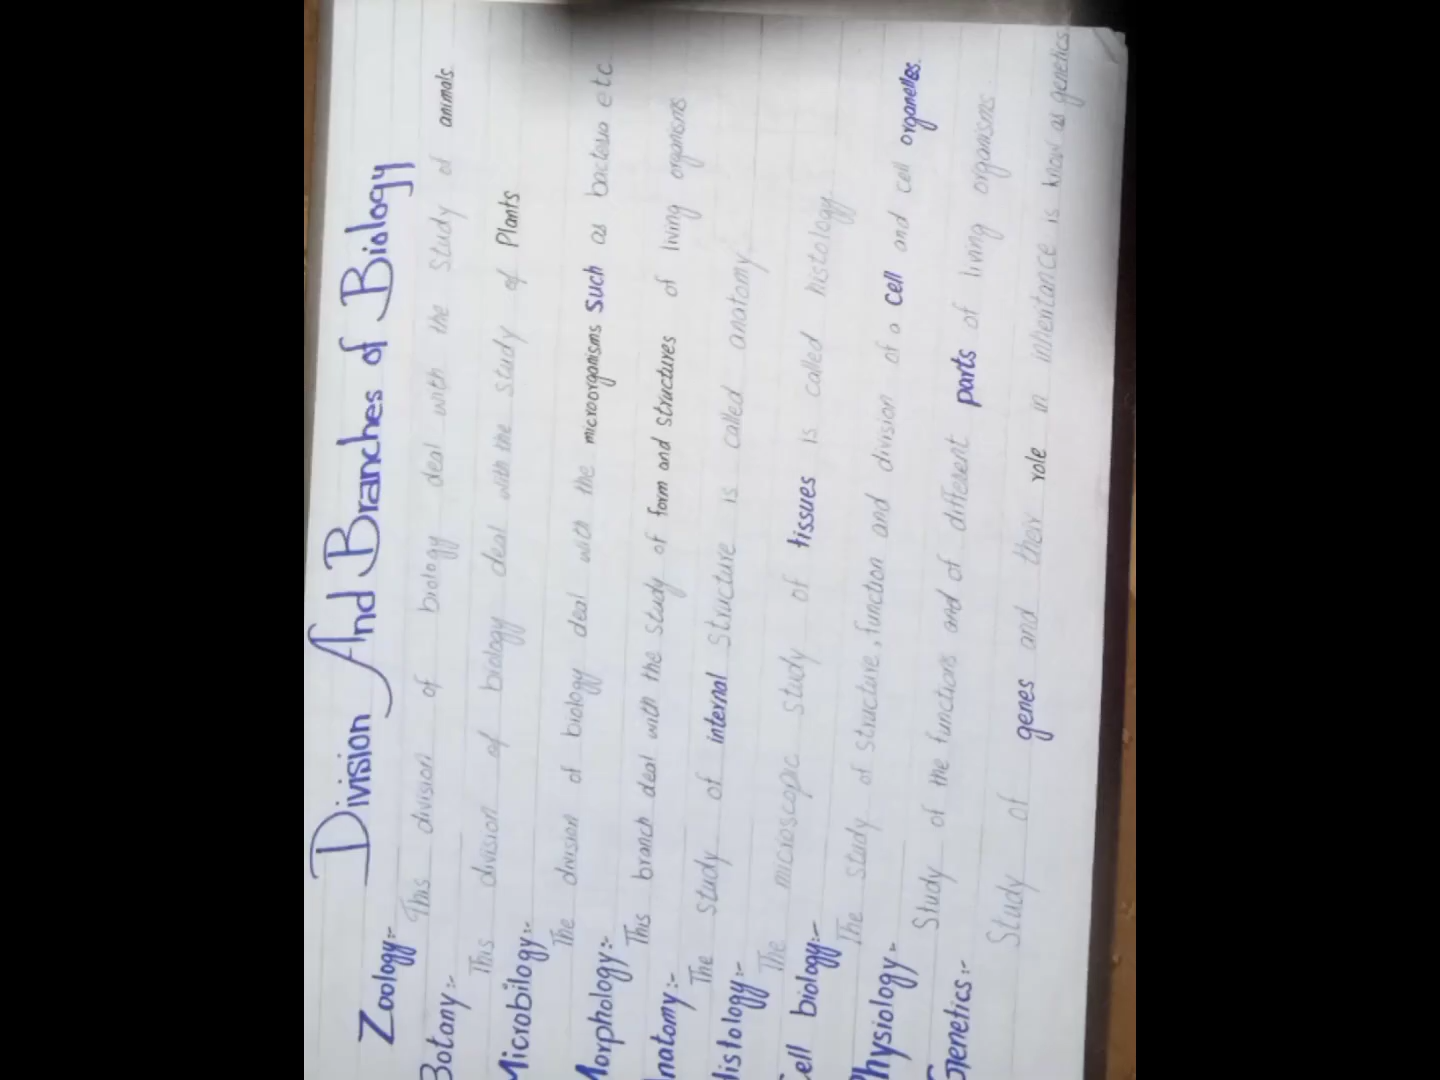 Division And Branches of Biology
Zoology:-
This division of biology deal with the study of animals.
Botany:-
This division of biology deal with the study of Plants
Microbilogy:-
The division of biology deal with the microorganisms such as bacteria etc
Morphology:-
This branch deal with the study of form and structures of living organisms
natomy:-
The study of internal structure is called anatomy.
Histology:-
The microscopic study of tissues is called histology.
Cell biology:-
The study of structure, function and division of a cell and cell organelles.
Physiology:-
Study of the functions and of different parts of living organisms.
Genetics:-
Study of genes and their role in inheritance is know as genetics.